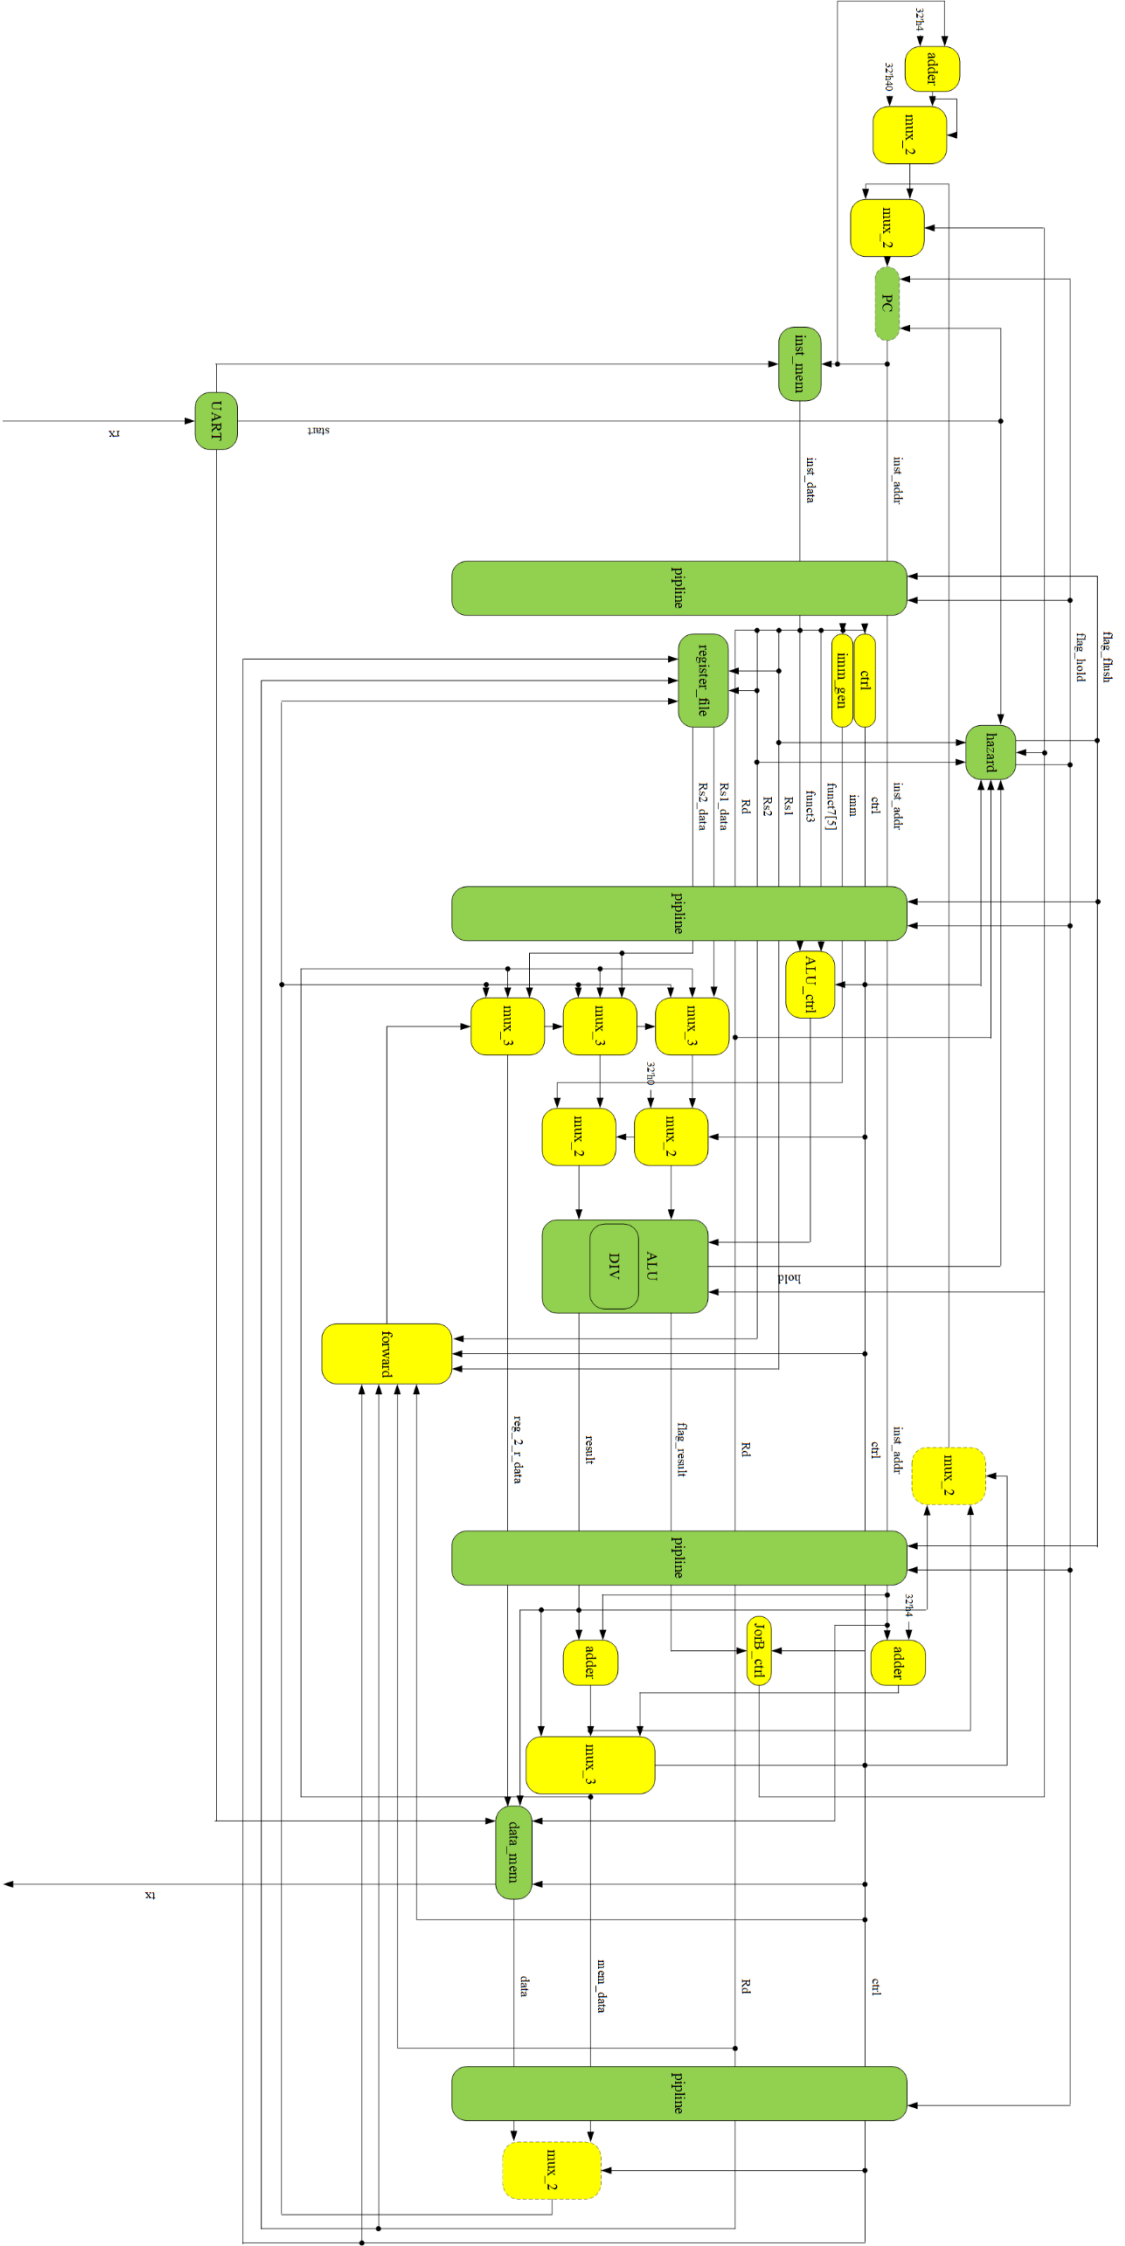 32'h4
adder
32'h40
mux_2
mux_2
PC
inst_mem
UART
rx
start
inst_addr
inst_data
pipline
flag_flush
flag_hold
ctrl
imm_gen
register_file
hazard
inst_addr
ctrl
imm
funct7[5]
funct3
Rs1
Rs2
Rd
Rs1_data
Rs2_data
pipline
ALU_ctrl
mux_3
mux_3
mux_3
32'h0
mux_2
mux_2
ALU
DIV
hold
forward
inst_addr
ctrl
Rd
flag_result
result
reg_2_r_data
mux_2
pipline
32'h4
adder
JorB_ctrl
adder
mux_3
data_mem
tx
ctrl
Rd
mem_data
data
pipline
mux_2